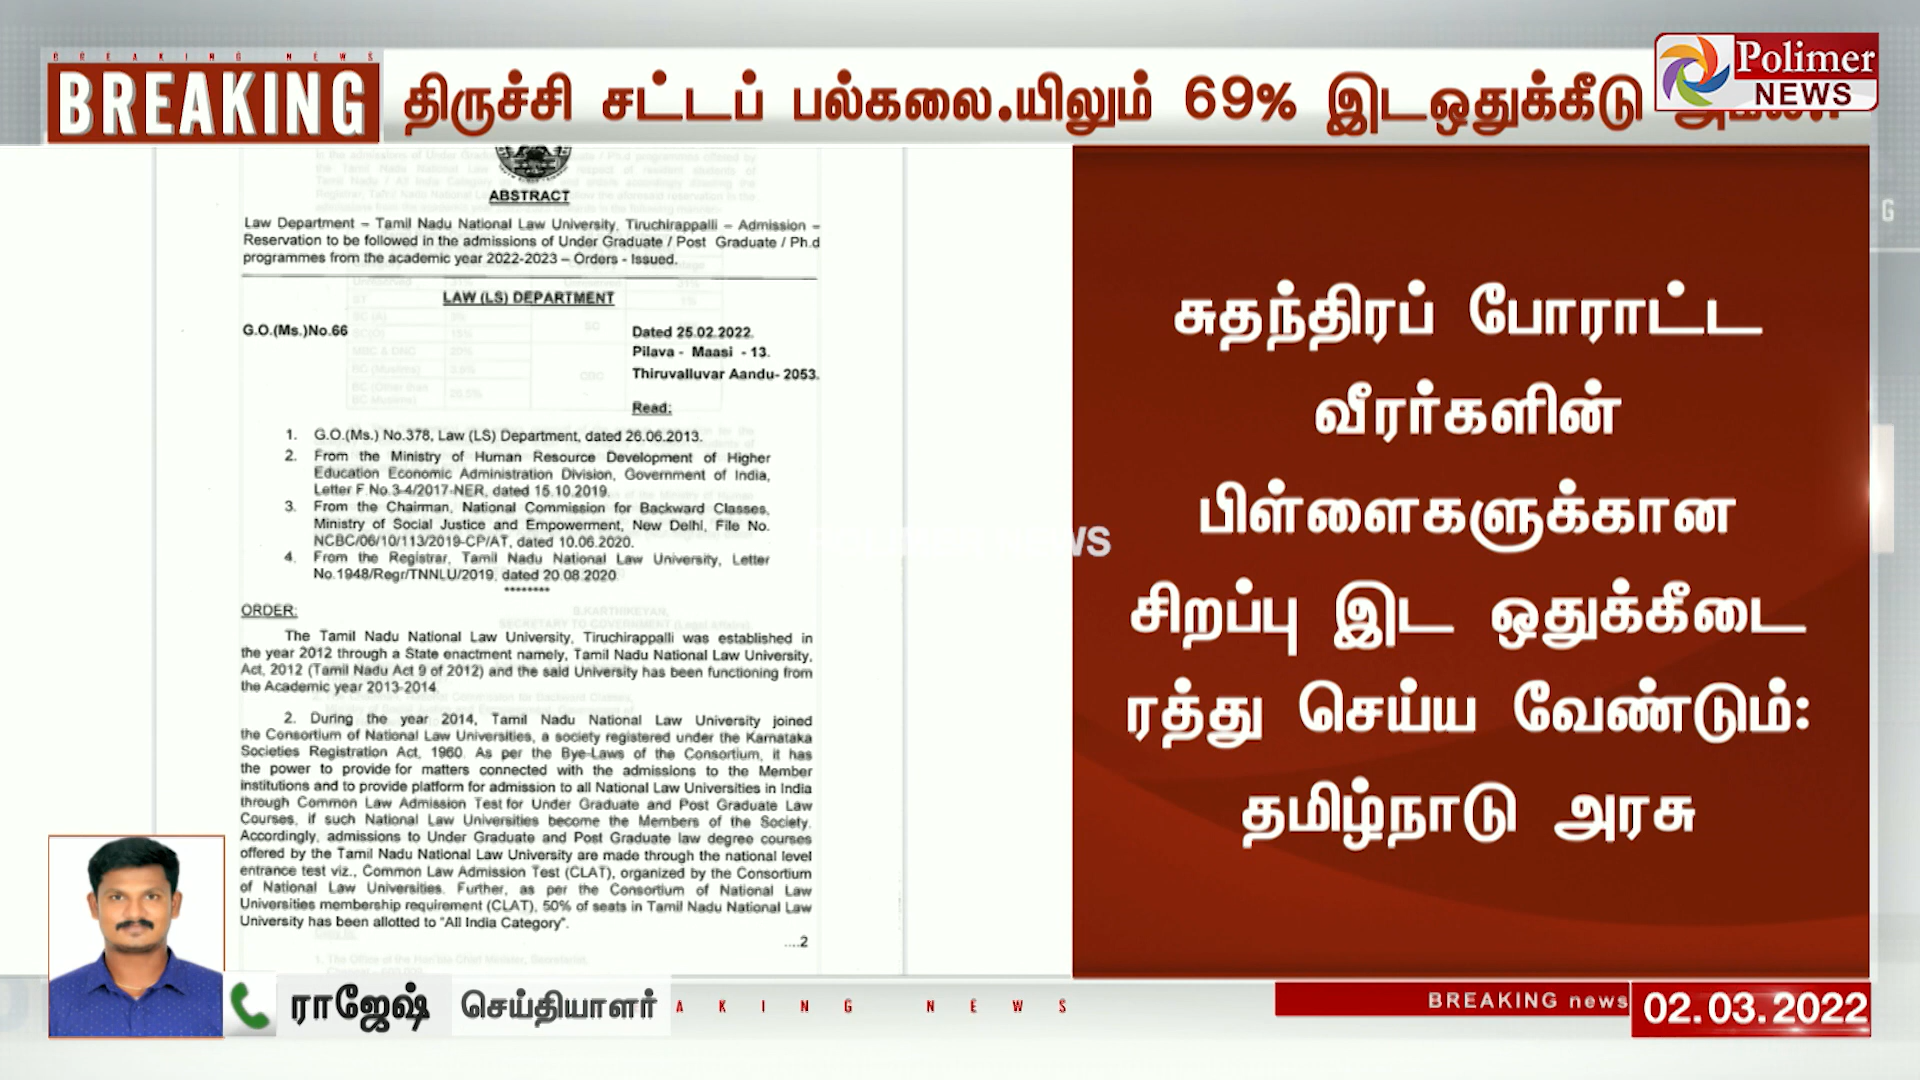 BREAKING NEWS
BREAKING
திருச்சி சட்டப் பல்கலை.யிலும் 69% இடஒதுக்கீடு
Polimer
NEWS
ABSTRACT
Law Department – Tamil Nadu National Law University, Tiruchirappalli – Admission –
Reservation to be followed in the admissions of Under Graduate / Post Graduate / Ph.d
programmes from the academic year 2022-2023 – Orders - Issued.
LAW (LS) DEPARTMENT
G.O.(Ms.)No.66
Dated 25.02.2022.
Pilava - Maasi - 13.
Thiruvalluvar Aandu- 2053.
Read:
1. G.O.(Ms.) No.378, Law (LS) Department, dated 26.06.2013.
2. From the Ministry of Human Resource Development of Higher
Education Economic Administration Division, Government of India,
Letter F.No.3-4/2017-NER, dated 15.10.2019.
3. From the Chairman, National Commission for Backward Classes,
Ministry of Social Justice and Empowerment, New Delhi, File No.
NCBC/06/10/113/2019-CP/AT, dated 10.06.2020.
4. From the Registrar, Tamil Nadu National Law University, Letter
No.1948/Regr/TNNLU/2019, dated 20.08.2020.
********
ORDER:
The Tamil Nadu National Law University, Tiruchirappalli was established in
the year 2012 through a State enactment namely, Tamil Nadu National Law University,
Act, 2012 (Tamil Nadu Act 9 of 2012) and the said University has been functioning from
the Academic year 2013-2014.
2. During the year 2014, Tamil Nadu National Law University joined
the Consortium of National Law Universities, a society registered under the Karnataka
Societies Registration Act, 1960. As per the Bye-Laws of the Consortium, it has
the power to provide for matters connected with the admissions to the Member
institutions and to provide platform for admission to all National Law Universities in India
through Common Law Admission Test for Under Graduate and Post Graduate Law
Courses, if such National Law Universities become the Members of the Society.
Accordingly, admissions to Under Graduate and Post Graduate law degree courses
offered by the Tamil Nadu National Law University are made through the national level
entrance test viz., Common Law Admission Test (CLAT), organized by the Consortium
of National Law Universities. Further, as per the Consortium of National Law
Universities membership requirement (CLAT), 50% of seats in Tamil Nadu National Law
University has been allotted to "All India Category".
....2
சுதந்திரப் போராட்ட
வீரர்களின்
பிள்ளைகளுக்கான
சிறப்பு இட ஒதுக்கீடை
ரத்து செய்ய வேண்டும்:
தமிழ்நாடு அரசு
ராஜேஷ் செய்தியாளர்
A K I N G N E W S
BREAKING news
02.03.2022